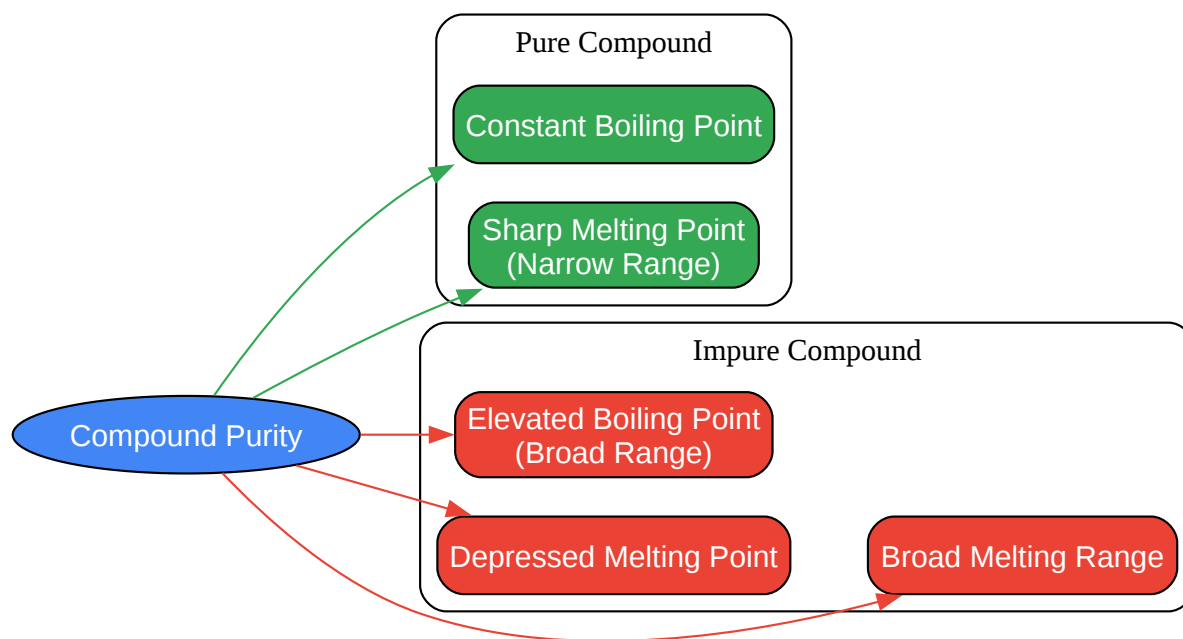 Pure Compound
Constant Boiling Point
Sharp Melting Point
(Narrow Range)
Impure Compound
Compound Purity
Elevated Boiling Point
(Broad Range)
Depressed Melting Point
Broad Melting Range